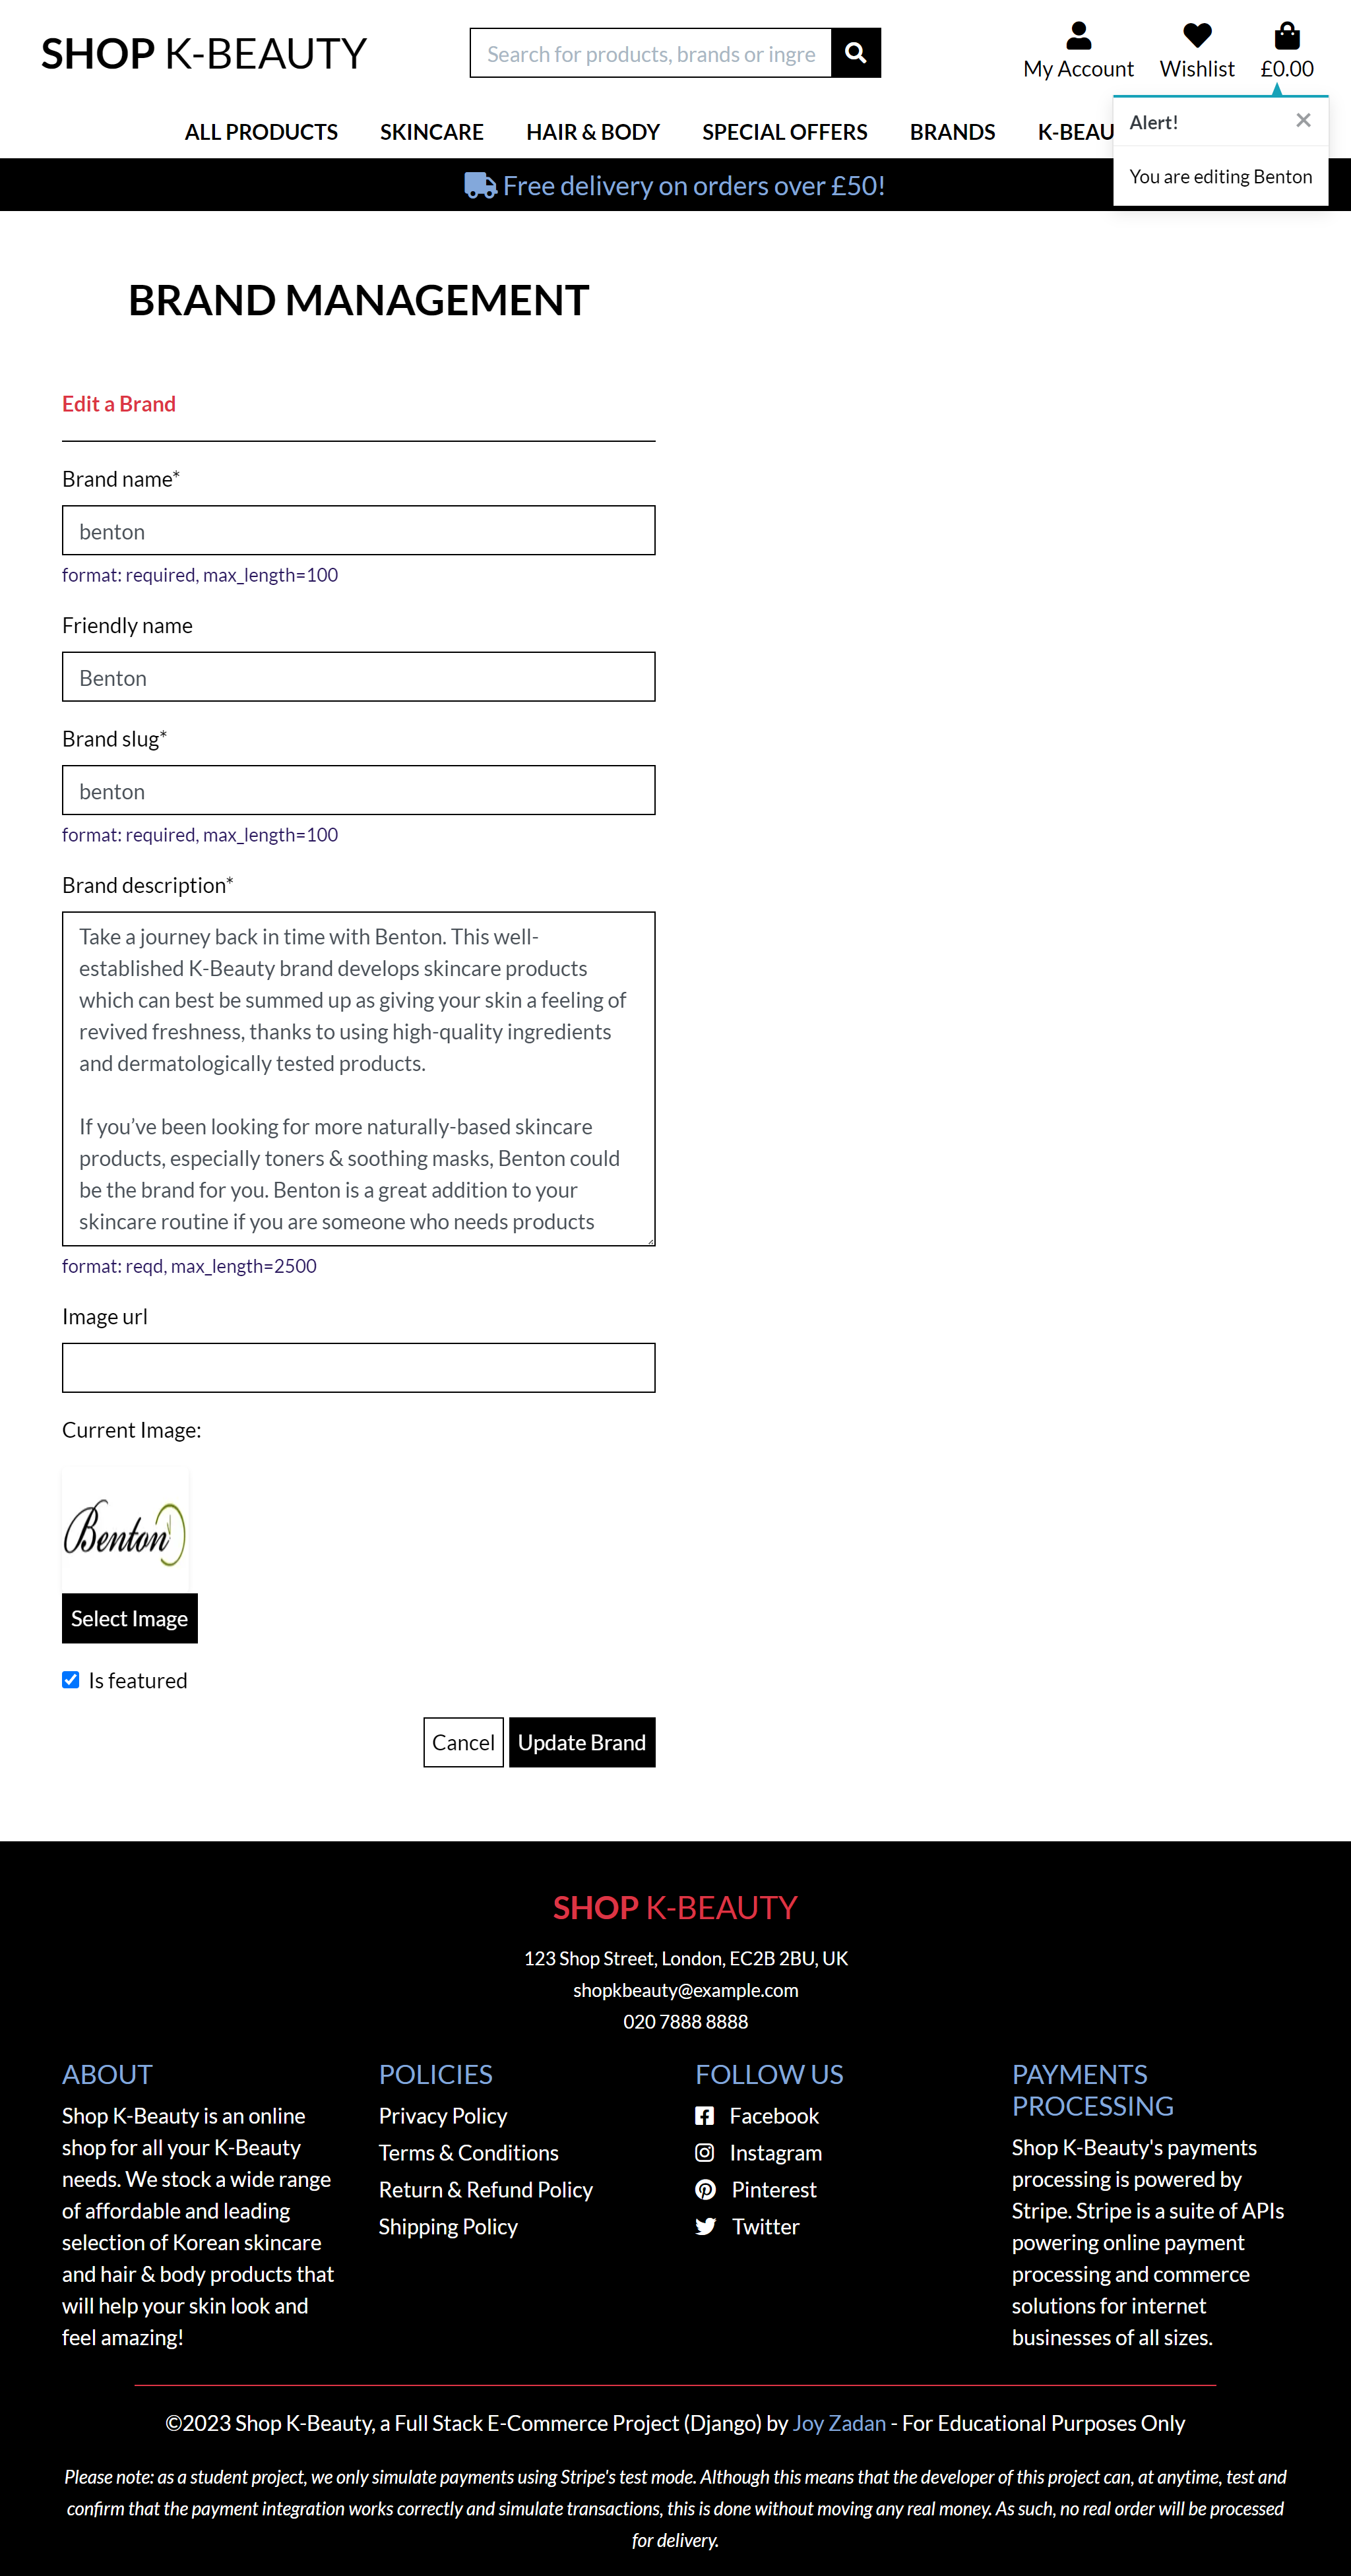 SHOP K-BEAUTY
Search for products, brands or ingre
My Account
Wishlist
£0.00
ALL PRODUCTS
SKINCARE
HAIR & BODY
SPECIAL OFFERS
BRANDS
K-BEAU
Alert!
×
You are editing Benton
Free delivery on orders over £50!
BRAND MANAGEMENT
Edit a Brand
Brand name*
benton
format: required, max_length=100
Friendly name
Benton
Brand slug*
benton
format: required, max_length=100
Brand description*
Take a journey back in time with Benton. This well-
established K-Beauty brand develops skincare products
which can best be summed up as giving your skin a feeling of
revived freshness, thanks to using high-quality ingredients
and dermatologically tested products.
If you’ve been looking for more naturally-based skincare
products, especially toners & soothing masks, Benton could
be the brand for you. Benton is a great addition to your
skincare routine if you are someone who needs products
format: reqd, max_length=2500
Image url
Current Image:
Benton
Select Image
Is featured
Cancel
Update Brand
SHOP K-BEAUTY
123 Shop Street, London, EC2B 2BU, UK
shopkbeauty@example.com
020 7888 8888
ABOUT
Shop K-Beauty is an online
shop for all your K-Beauty
needs. We stock a wide range
of affordable and leading
selection of Korean skincare
and hair & body products that
will help your skin look and
feel amazing!
POLICIES
Privacy Policy
Terms & Conditions
Return & Refund Policy
Shipping Policy
FOLLOW US
Facebook
Instagram
Pinterest
Twitter
PAYMENTS
PROCESSING
Shop K-Beauty's payments
processing is powered by
Stripe. Stripe is a suite of APIs
powering online payment
processing and commerce
solutions for internet
businesses of all sizes.
©2023 Shop K-Beauty, a Full Stack E-Commerce Project (Django) by Joy Zadan - For Educational Purposes Only
Please note: as a student project, we only simulate payments using Stripe's test mode. Although this means that the developer of this project can, at anytime, test and
confirm that the payment integration works correctly and simulate transactions, this is done without moving any real money. As such, no real order will be processed
for delivery.